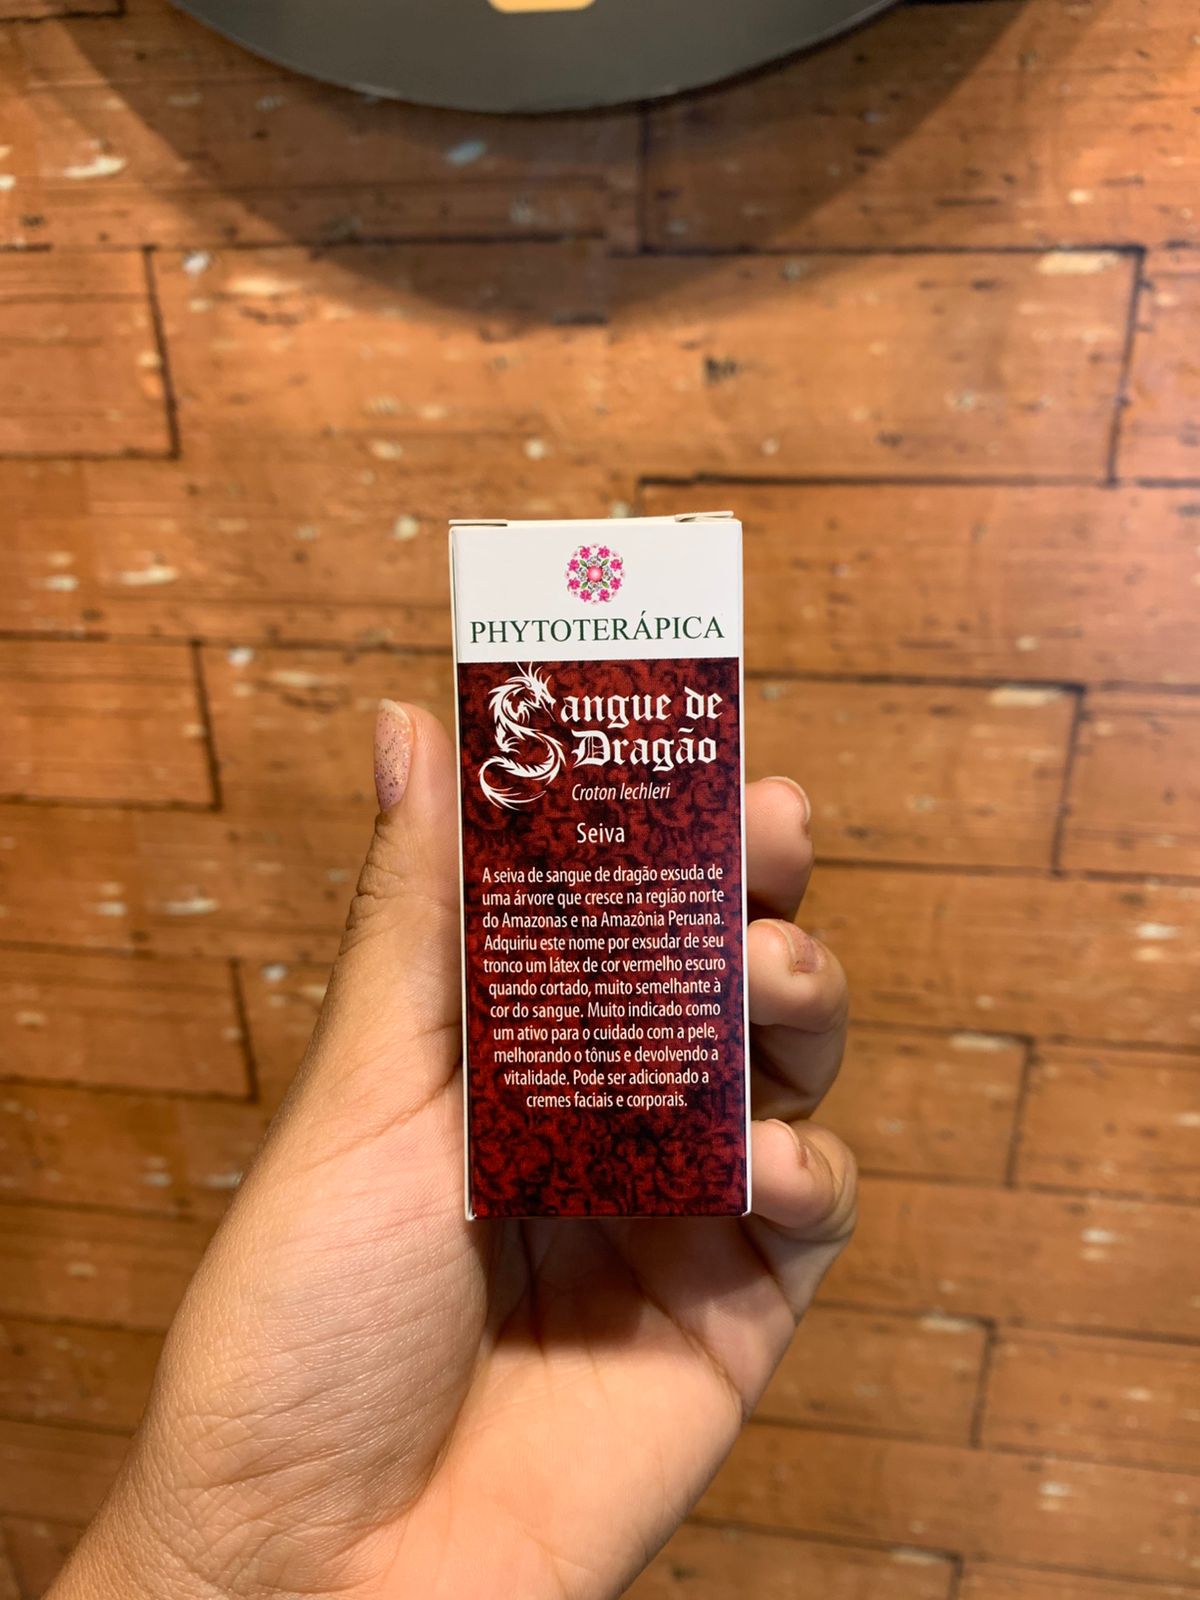 PHYTOTERÁPICA
Sangue de
Dragão
Croton lechleri
Seiva
A seiva de sangue de dragão exsuda de
uma árvore que cresce na região norte
do Amazonas e na Amazônia Peruana.
Adquiriu este nome por exsudar de seu
tronco um látex de cor vermelho escuro
quando cortado, muito semelhante à
cor do sangue. Muito indicado como
um ativo para o cuidado com a pele,
melhorando o tônus e devolvendo a
vitalidade. Pode ser adicionado a
cremes faciais e corporais.